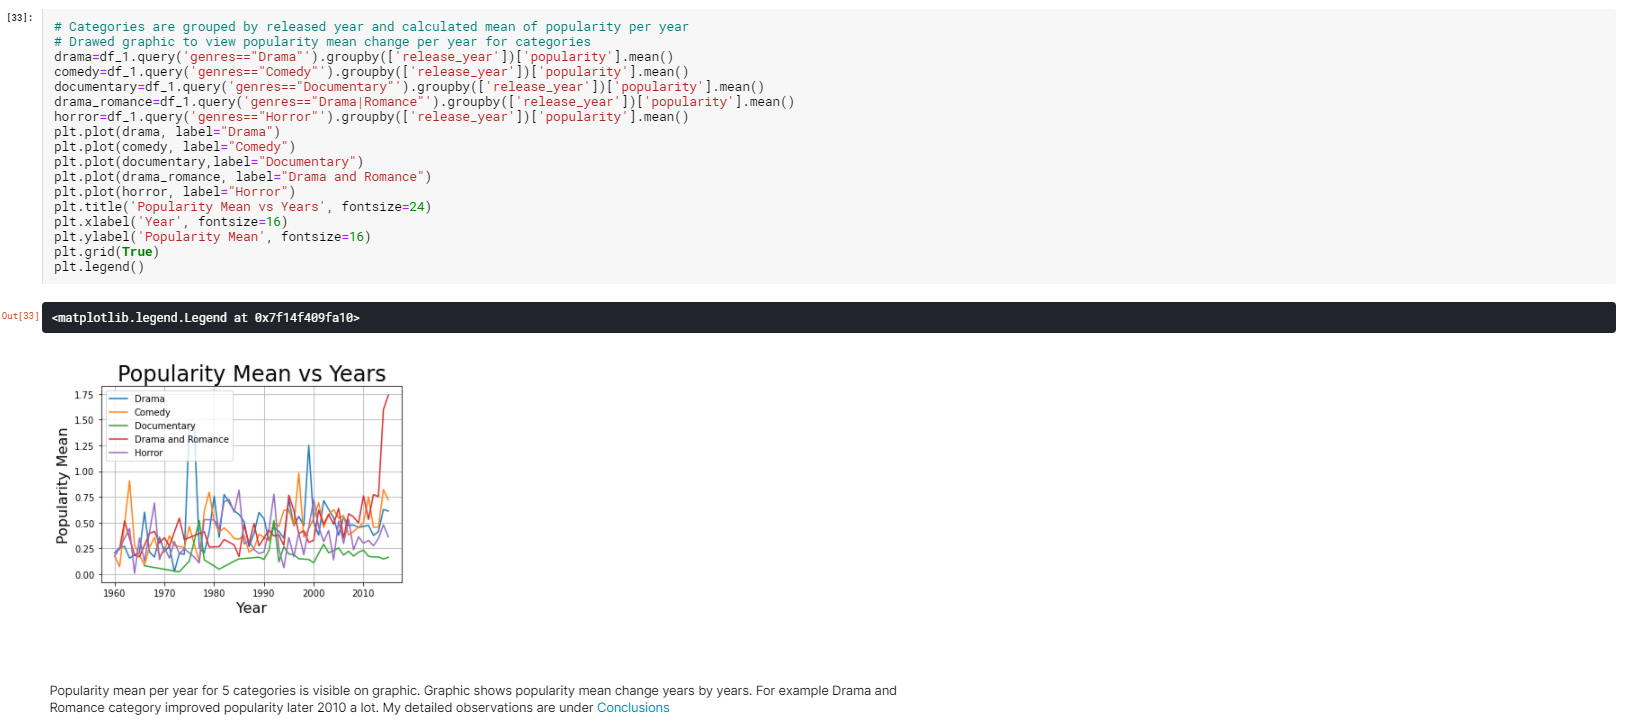 [33]:
# Categories are grouped by released year and calculated mean of popularity per year
# Drawed graphic to view popularity mean change per year for categories
drama=df_1.query('genres=="Drama"').groupby(['release_year'])['popularity'].mean()
comedy=df_1.query('genres=="Comedy"').groupby(['release_year'])['popularity'].mean()
documentary=df_1.query('genres=="Documentary"').groupby(['release_year'])['popularity'].mean()
drama_romance=df_1.query('genres=="Drama|Romance"').groupby(['release_year'])['popularity'].mean()
horror=df_1.query('genres=="Horror"').groupby(['release_year'])['popularity'].mean()
plt.plot(drama, label="Drama")
plt.plot(comedy, label="Comedy")
plt.plot(documentary,label="Documentary")
plt.plot(drama_romance, label="Drama and Romance")
plt.plot(horror, label="Horror")
plt.title('Popularity Mean vs Years', fontsize=24)
plt.xlabel('Year', fontsize=16)
plt.ylabel('Popularity Mean', fontsize=16)
plt.grid(True)
plt.legend()
Out[33]
<matplotlib.legend.Legend at 0x7f14f409fa10>
Popularity Mean vs Years
Popularity Mean
1.75
1.50
1.25
1.00
0.75
0.50
0.25
0.00
Drama
Comedy
Documentary
Drama and Romance
Horror
1960 1970 1980 1990 2000 2010
Year
Popularity mean per year for 5 categories is visible on graphic. Graphic shows popularity mean change years by years. For example Drama and
Romance category improved popularity later 2010 a lot. My detailed observations are under Conclusions